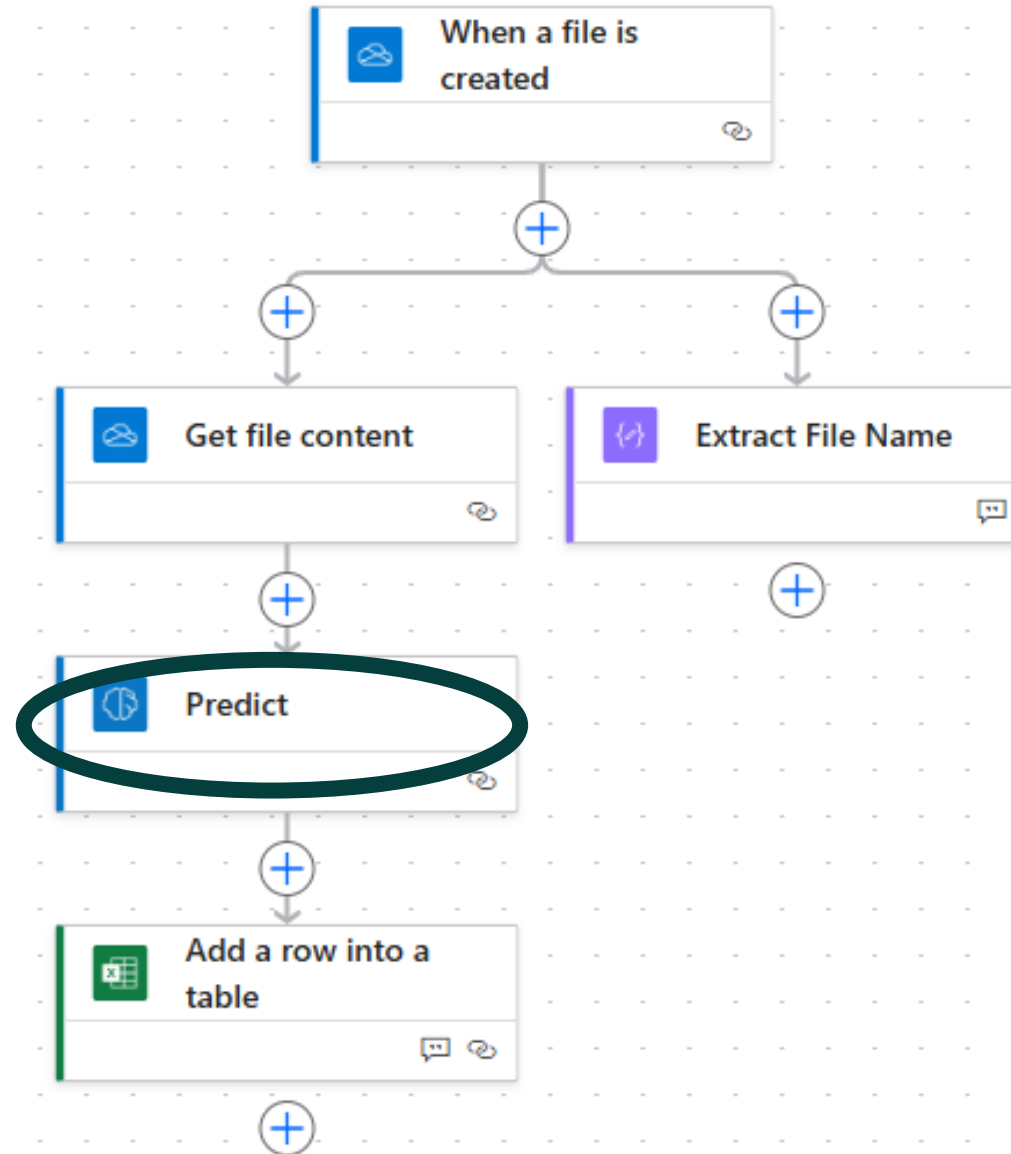 When a file is
created
Get file content
Extract File Name
Predict
Add a row into a
table